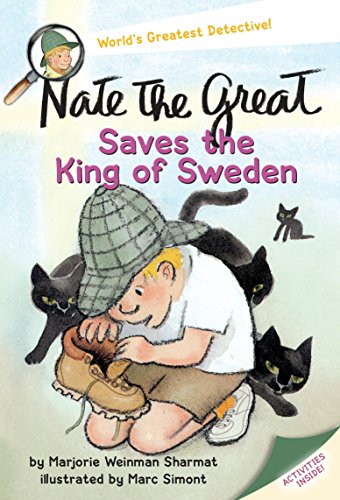 World's Greatest Detective!
Nate the Great
Saves the
King of Sweden
by Marjorie Weinman Sharmat
illustrated by Marc Simont
ACTIVITIES
INSIDE!